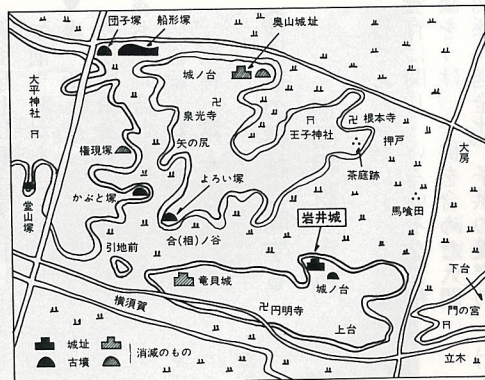 団子塚
船形塚
奥山城址
大平神社
城ノ台
卍
泉光寺
王子神社
卍 根本寺
押戸
大房
権現塚
矢の尻
茶庭跡
かぶと塚
よろい塚
馬喰田
堂山塚
合(相)ノ谷
岩井城
引地前
下台
竜貝城
城ノ台
門の宮
横須賀
卍円明寺
上台
立木
城址
古墳
消滅のもの